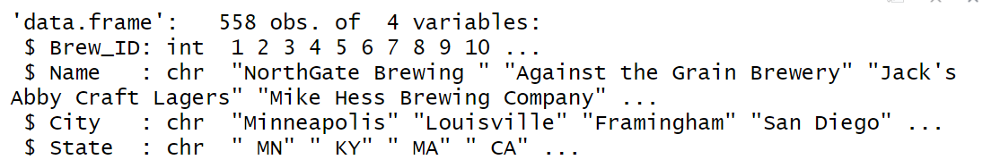 'data.frame':   558 obs. of  4 variables:
 $ Brew_ID: int  1 2 3 4 5 6 7 8 9 10 ...
 $ Name   : chr  "NorthGate Brewing " "Against the Grain Brewery" "Jack's
Abby Craft Lagers" "Mike Hess Brewing Company" ...
 $ City   : chr  "Minneapolis" "Louisville" "Framingham" "San Diego" ...
 $ State  : chr  " MN" " KY" " MA" " CA" ...